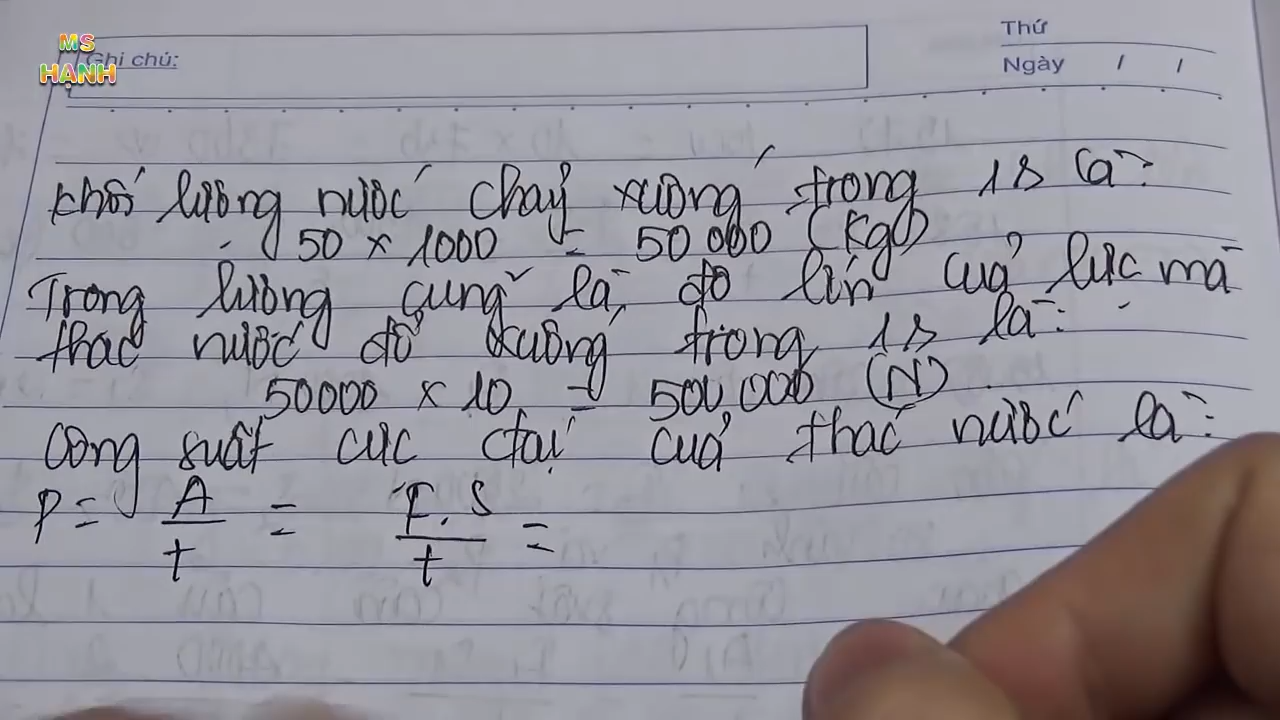 MS HẠNH
Ghi chú:
Thứ
Ngày / /
Khối lượng nước chảy xuống trong 1s là:
50 x 1000 = 50 000 (kg)
Trọng lượng cũng là độ lớn của lực mà
thác nước đổ xuống trong 1s là:
50000 x 10 = 500,000 (N)
Công suất cực đại của thác nước là:
P = A/t = F.s/t =